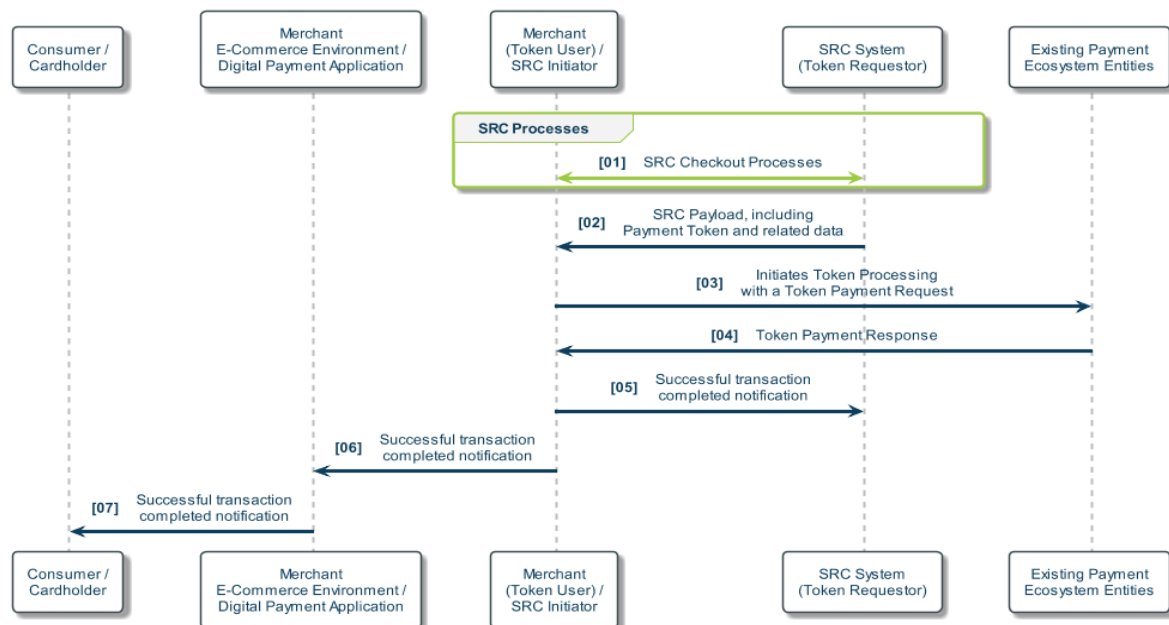 Consumer /
Cardholder
Merchant
E-Commerce Environment /
Digital Payment Application
Merchant
(Token User) /
SRC Initiator
SRC System
(Token Requestor)
Existing Payment
Ecosystem Entities
SRC Processes
[01] SRC Checkout Processes
[02] SRC Payload, including
Payment Token and related data
[03] Initiates Token Processing
with a Token Payment Request
[04] Token Payment Response
[05] Successful transaction
completed notification
[06] Successful transaction
completed notification
[07] Successful transaction
completed notification
Consumer /
Cardholder
Merchant
E-Commerce Environment /
Digital Payment Application
Merchant
(Token User) /
SRC Initiator
SRC System
(Token Requestor)
Existing Payment
Ecosystem Entities